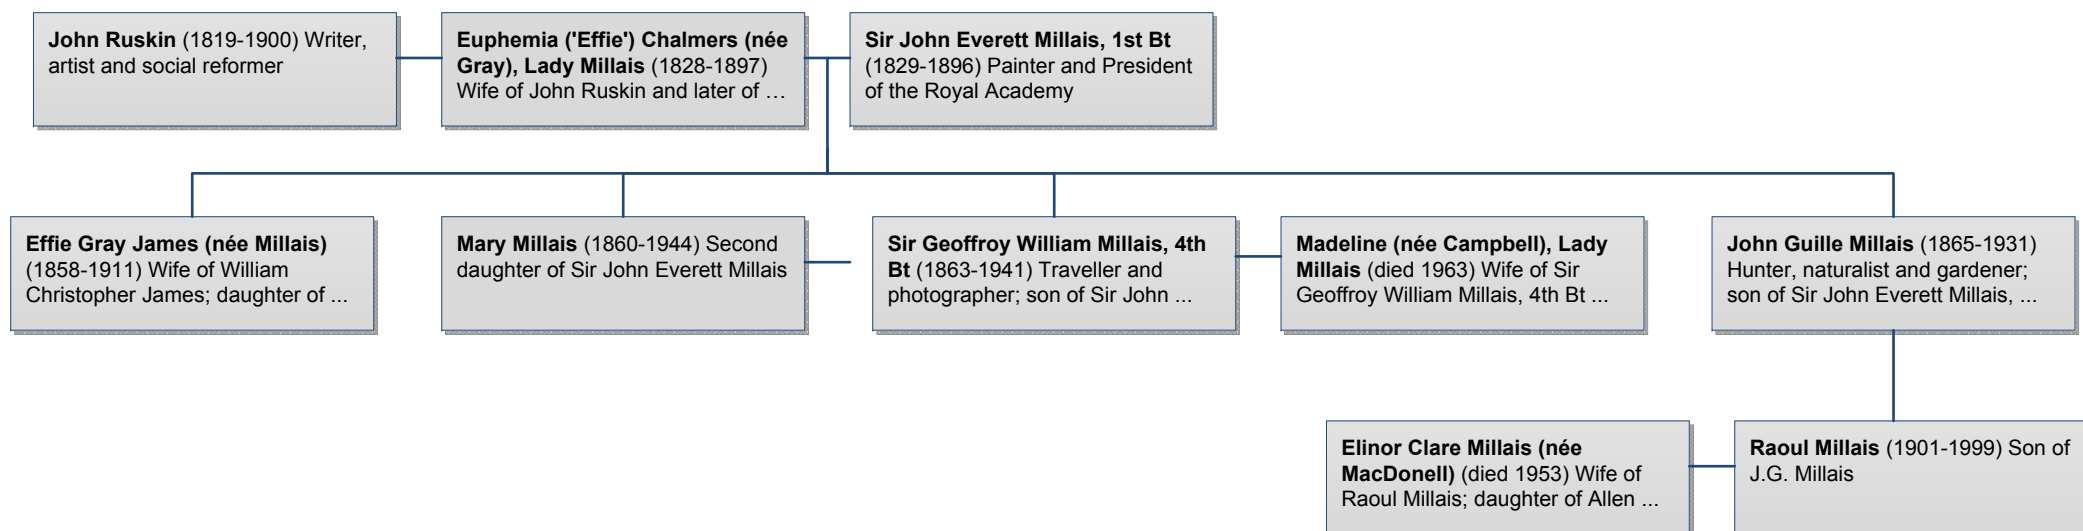 John Ruskin (1819-1900) Writer,
artist and social reformer
Euphemia ('Effie') Chalmers (née
Gray), Lady Millais (1828-1897)
Wife of John Ruskin and later of …
Sir John Everett Millais, 1st Bt
(1829-1896) Painter and President
of the Royal Academy
Effie Gray James (née Millais)
(1858-1911) Wife of William
Christopher James; daughter of ...
Mary Millais (1860-1944) Second
daughter of Sir John Everett Millais
Sir Geoffroy William Millais, 4th
Bt (1863-1941) Traveller and
photographer; son of Sir John ...
Madeline (née Campbell), Lady
Millais (died 1963) Wife of Sir
Geoffroy William Millais, 4th Bt ...
John Guille Millais (1865-1931)
Hunter, naturalist and gardener;
son of Sir John Everett Millais, ...
Elinor Clare Millais (née
MacDonell) (died 1953) Wife of
Raoul Millais; daughter of Allen ...
Raoul Millais (1901-1999) Son of
J.G. Millais